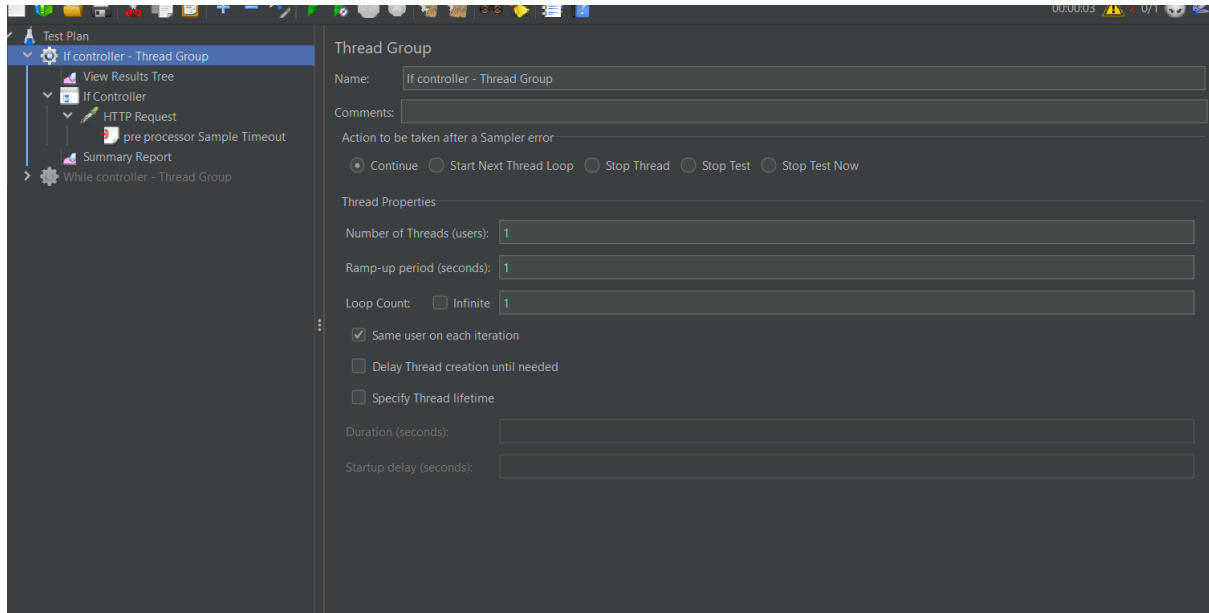 00:00:03 2 0/1
Test Plan
If controller - Thread Group
View Results Tree
If Controller
HTTP Request
pre processor Sample Timeout
Summary Report
While controller - Thread Group
Thread Group
Name: If controller - Thread Group
Comments:
Action to be taken after a Sampler error
Continue Start Next Thread Loop Stop Thread Stop Test Stop Test Now
Thread Properties
Number of Threads (users): 1
Ramp-up period (seconds): 1
Loop Count: Infinite 1
Same user on each iteration
Delay Thread creation until needed
Specify Thread lifetime
Duration (seconds):
Startup delay (seconds):